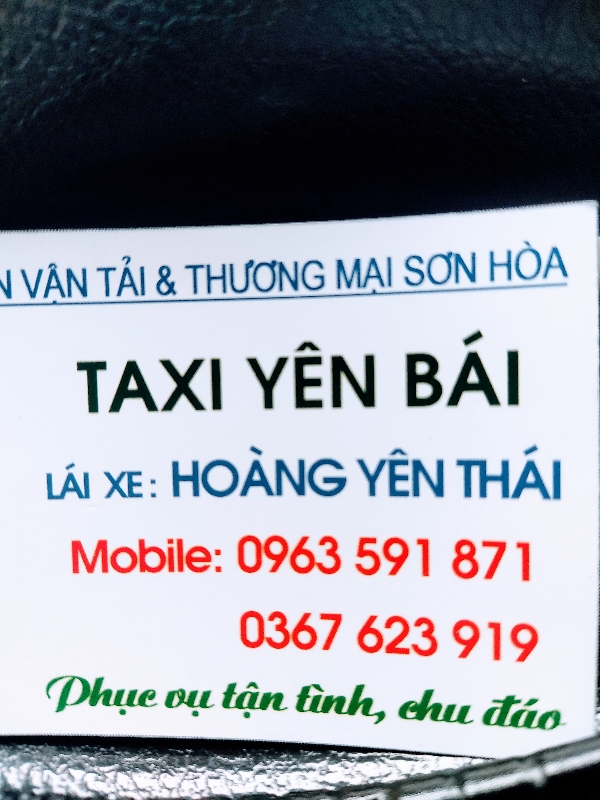 N VẬN TẢI & THƯƠNG MẠI SƠN HÒA
TAXI YÊN BÁI
LÁI XE: HOÀNG YÊN THÁI
Mobile: 0963 591 871
0367 623 919
Phục vụ tận tình, chu đáo